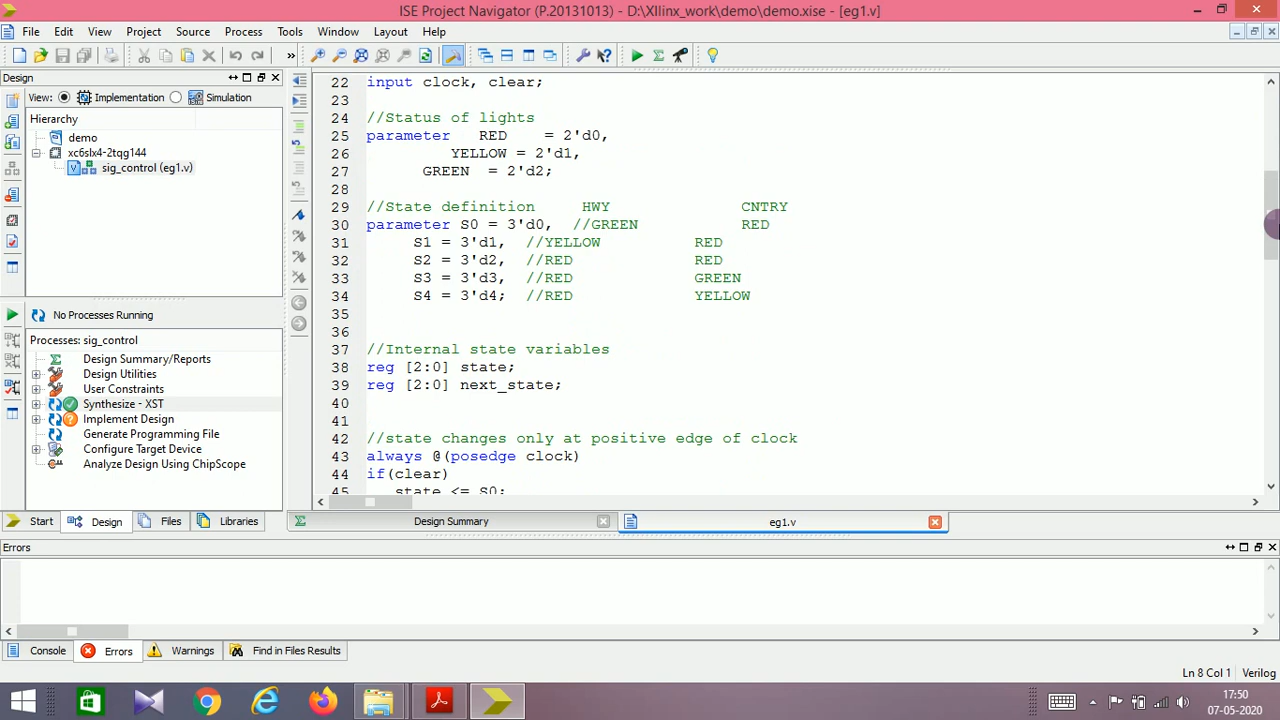 ISE Project Navigator (P.20131013) - D:\XIlinx_work\demo\demo.xise - [eg1.v]
File Edit View Project Source Process Tools Window Layout Help
»
Design
View: Implementation Simulation
Hierarchy
demo
xc6slx4-2tqg144
sig_control (eg1.v)
No Processes Running
Processes: sig_control
Design Summary/Reports
Design Utilities
User Constraints
Synthesize - XST
Implement Design
Generate Programming File
Configure Target Device
Analyze Design Using ChipScope
Start Design Files Libraries
22 input clock, clear;
23
24 //Status of lights
25 parameter RED = 2'd0,
26 YELLOW = 2'd1,
27 GREEN = 2'd2;
28
29 //State definition HWY CNTRY
30 parameter S0 = 3'd0, //GREEN RED
31 S1 = 3'd1, //YELLOW RED
32 S2 = 3'd2, //RED RED
33 S3 = 3'd3, //RED GREEN
34 S4 = 3'd4; //RED YELLOW
35
36
37 //Internal state variables
38 reg [2:0] state;
39 reg [2:0] next_state;
40
41
42 //state changes only at positive edge of clock
43 always @(posedge clock)
44 if(clear)
45 state <= S0;
Design Summary eg1.v
Errors
Console Errors Warnings Find in Files Results
Ln 8 Col 1 Verilog
17:50
07-05-2020